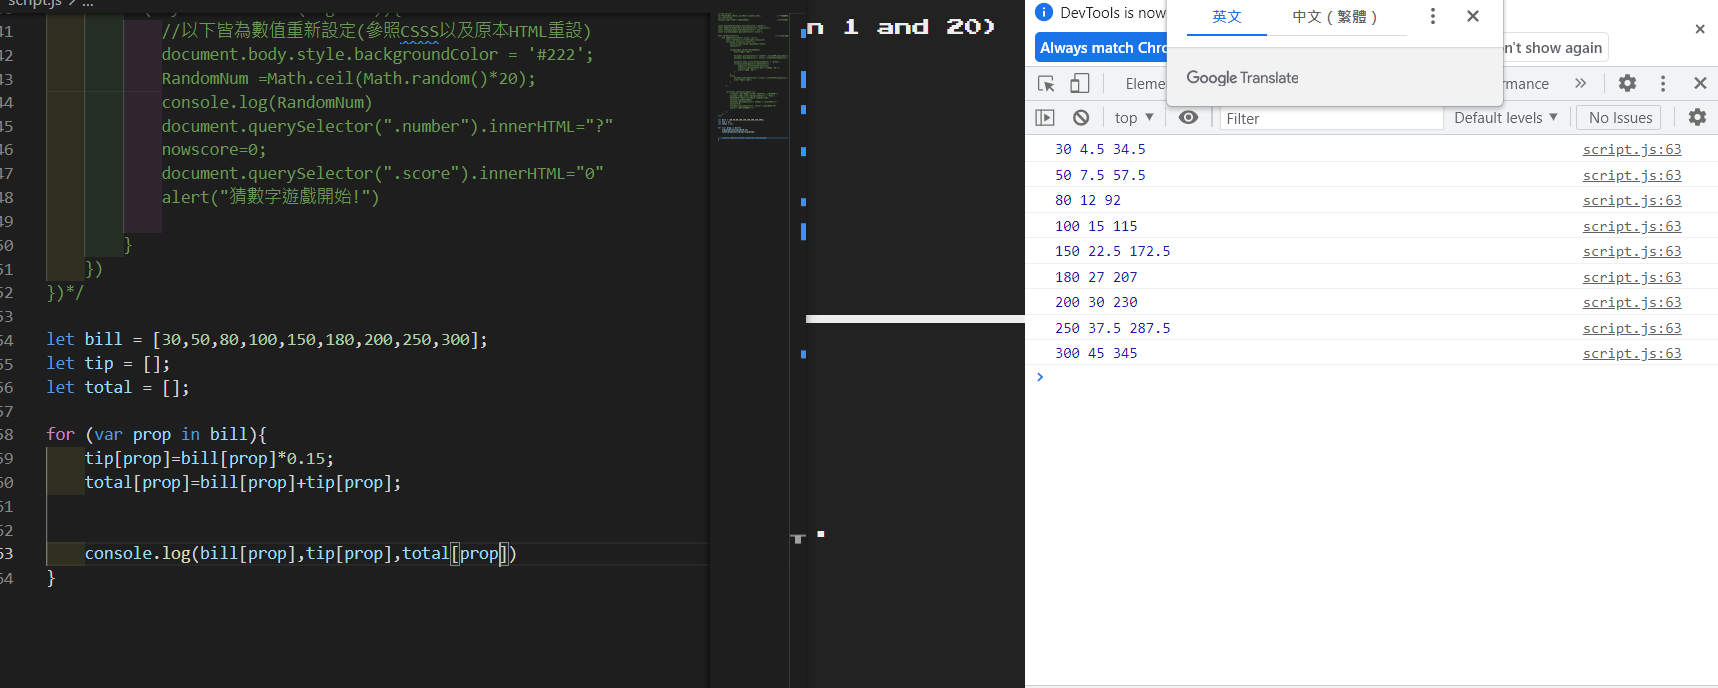 script.js > ...
41 //以下皆為數值重新設定(參照CSSS以及原本HTML重設)
42 document.body.style.backgroundColor = '#222';
43 RandomNum =Math.ceil(Math.random()*20);
44 console.log(RandomNum)
45 document.querySelector(".number").innerHTML="?"
46 nowscore=0;
47 document.querySelector(".score").innerHTML="0"
48 alert("猜數字遊戲開始!")
49
50 }
51 })
52 })*/
53
54 let bill = [30,50,80,100,150,180,200,250,300];
55 let tip = [];
56 let total = [];
57
58 for (var prop in bill){
59 tip[prop]=bill[prop]*0.15;
60 total[prop]=bill[prop]+tip[prop];
61
62
63 console.log(bill[prop],tip[prop],total[prop])
64 }
n 1 and 20)
DevTools is now
Always match Chro
n't show again
英文 中文（繁體）
Google Translate
Eleme
mance
top
Filter
Default levels
No Issues
30 4.5 34.5 script.js:63
50 7.5 57.5 script.js:63
80 12 92 script.js:63
100 15 115 script.js:63
150 22.5 172.5 script.js:63
180 27 207 script.js:63
200 30 230 script.js:63
250 37.5 287.5 script.js:63
300 45 345 script.js:63